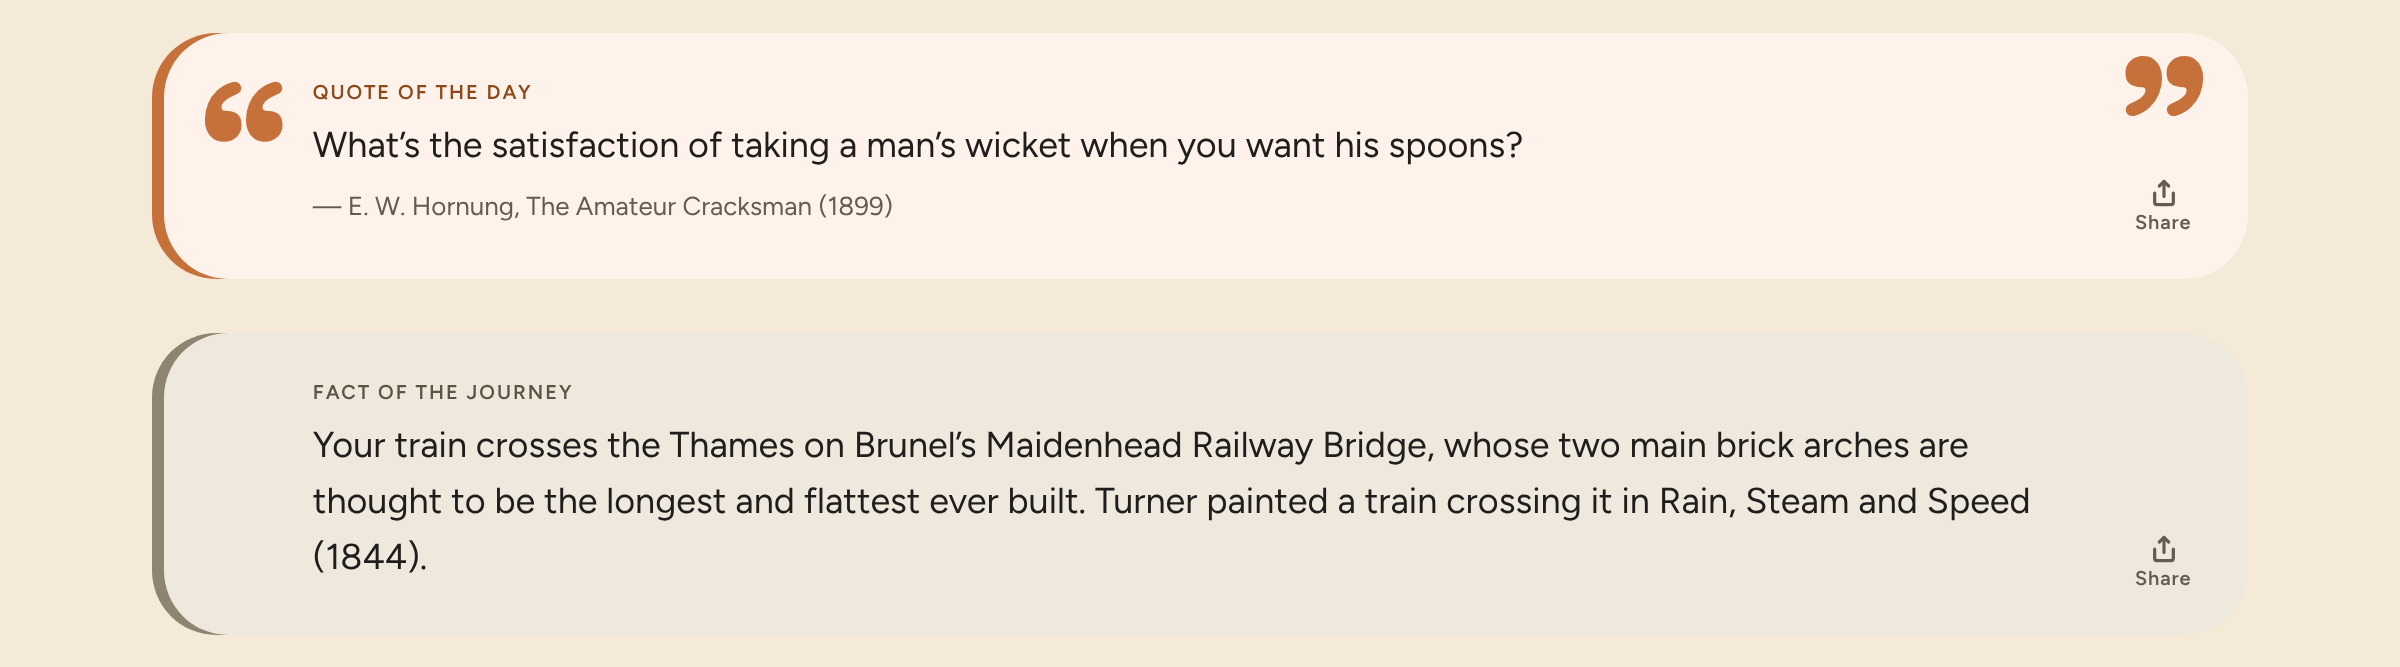 “
QUOTE OF THE DAY
”
What’s the satisfaction of taking a man’s wicket when you want his spoons?
— E. W. Hornung, The Amateur Cracksman (1899)
Share
FACT OF THE JOURNEY
Your train crosses the Thames on Brunel’s Maidenhead Railway Bridge, whose two main brick arches are
thought to be the longest and flattest ever built. Turner painted a train crossing it in Rain, Steam and Speed
(1844).
Share